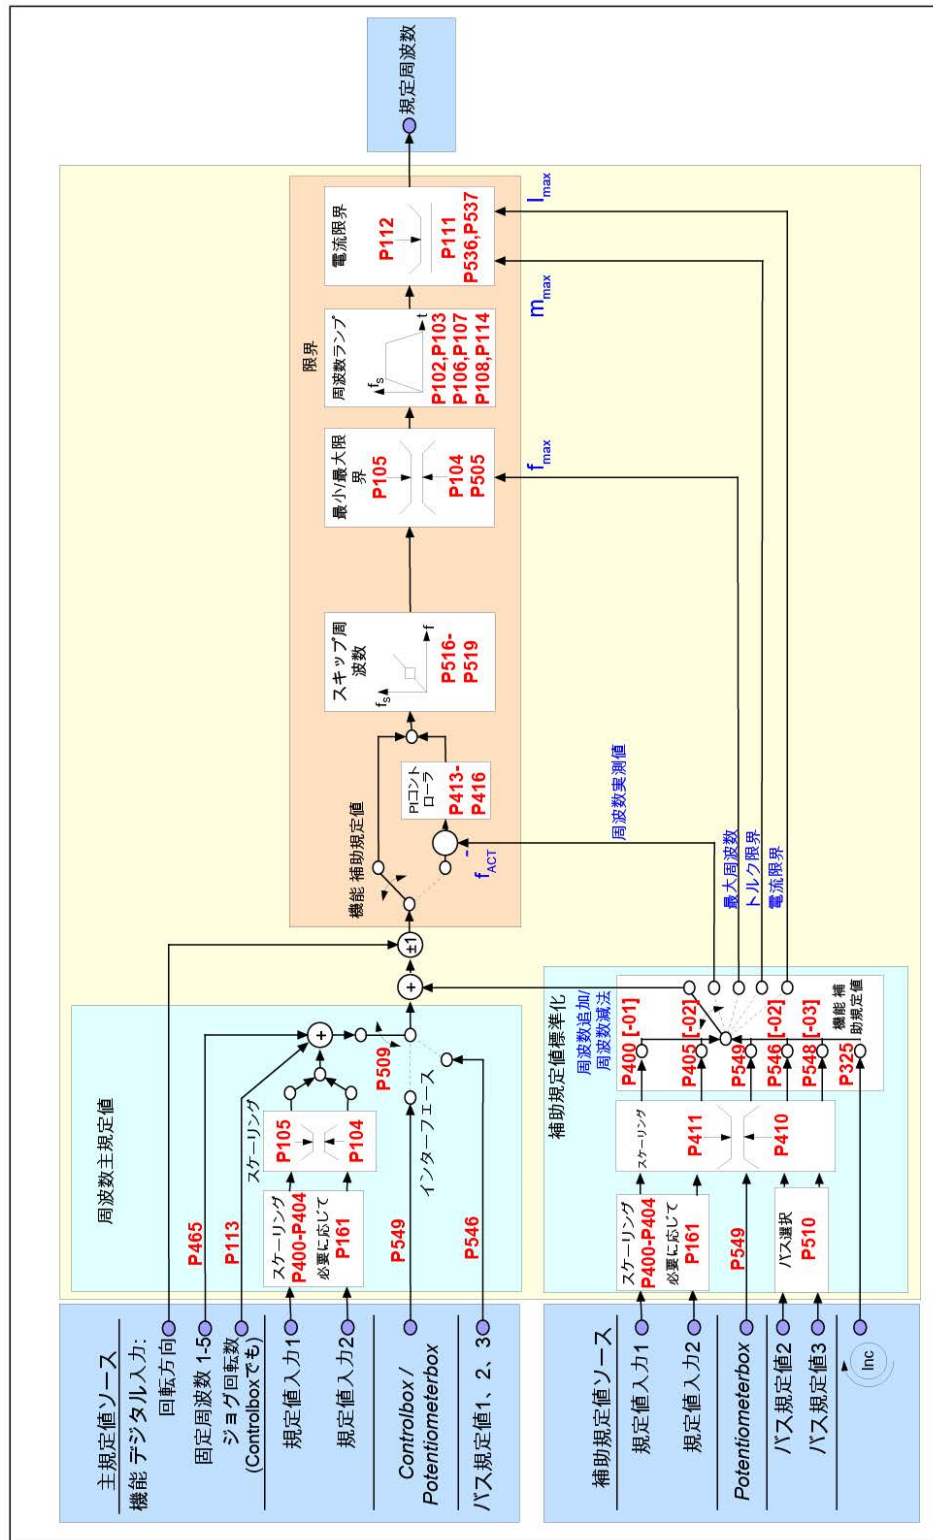 主規定値ソース
機能 デジタル入力:
回転方向
固定周波数 1-5
ジョグ回転数
(Controlboxでも)
規定値入力1
規定値入力2
Controlbox /
Potentiometerbox
バス規定値1、2、3
周波数主規定値
P465
P113
スケーリング
P400-P404
必要に応じて
P161
スケーリング
P105
P104
+
P509
P549
インターフェース
P546
+
±1
限界
機能 補助規定値
PIコント
ローラ
P413-
P416
-
fACT
スキップ周
波数
fs
f
P516-
P519
最小/最大限
界
P105
P104
P505
周波数ランプ
fs
t
P102,P103
P106,P107
P108,P114
電流限界
P112
P111
P536,P537
規定周波数
fmax
mmax
Imax
周波数実測値
最大周波数
トルク限界
電流限界
補助規定値ソース
規定値入力1
規定値入力2
Potentiometerbox
バス規定値2
バス規定値3
Inc
補助規定値標準化
スケーリング
P400-P404
必要に応じて
P161
P549
バス選択
P510
スケーリング
P411
P410
周波数追加/
周波数減法
P400 [-01]
P405 [-02]
P549
P546 [-02]
P548 [-03]
P325
機能 補
助規定値